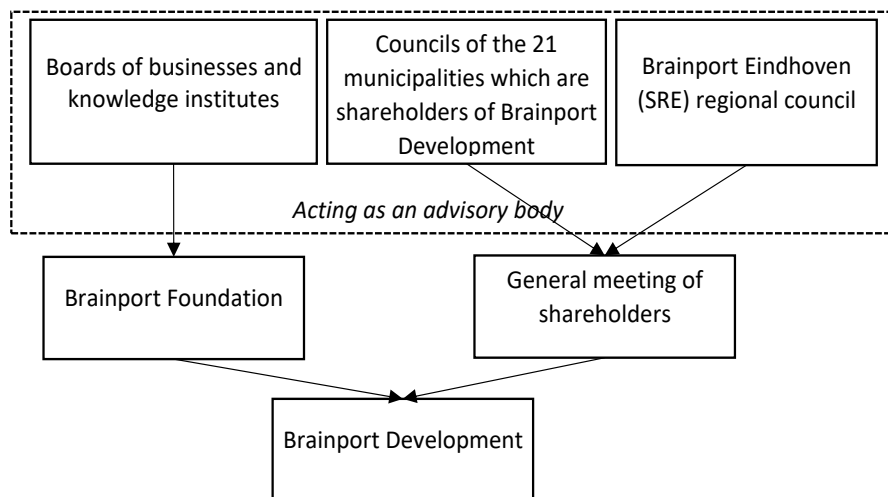 Boards of businesses and
knowledge institutes
Councils of the 21
municipalities which are
shareholders of Brainport
Development
Brainport Eindhoven
(SRE) regional council
Acting as an advisory body
Brainport Foundation
General meeting of
shareholders
Brainport Development